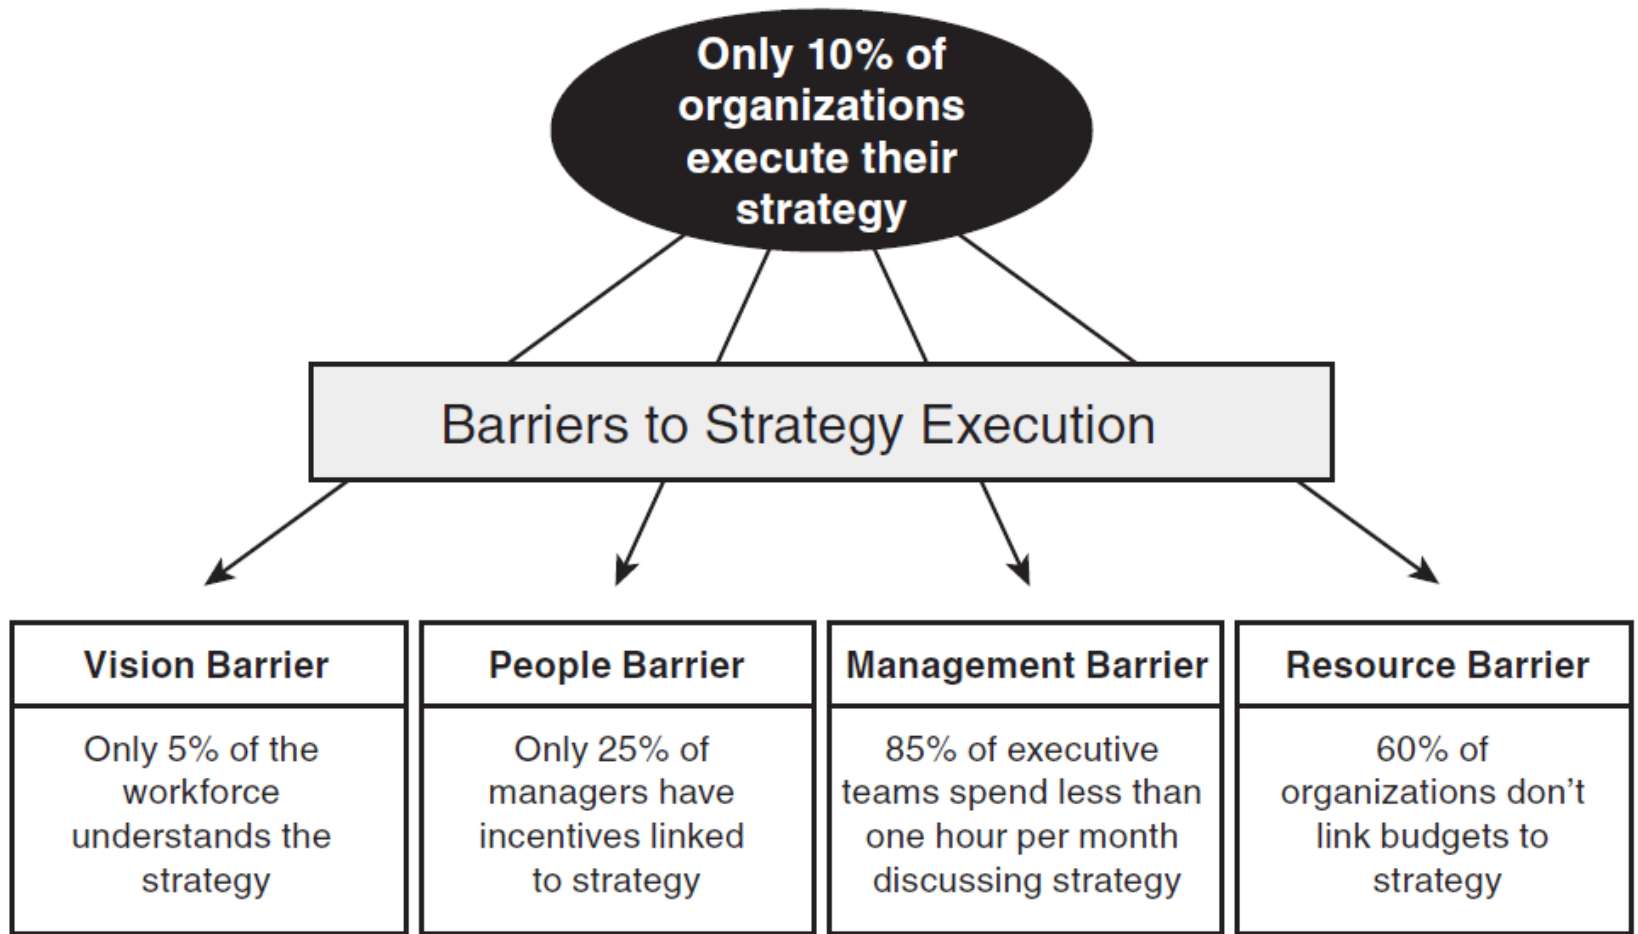 Only 10% of
organizations
execute their
strategy
Barriers to Strategy Execution
Vision Barrier
Only 5% of the
workforce
understands the
strategy
People Barrier
Only 25% of
managers have
incentives linked
to strategy
Management Barrier
85% of executive
teams spend less than
one hour per month
discussing strategy
Resource Barrier
60% of
organizations don’t
link budgets to
strategy